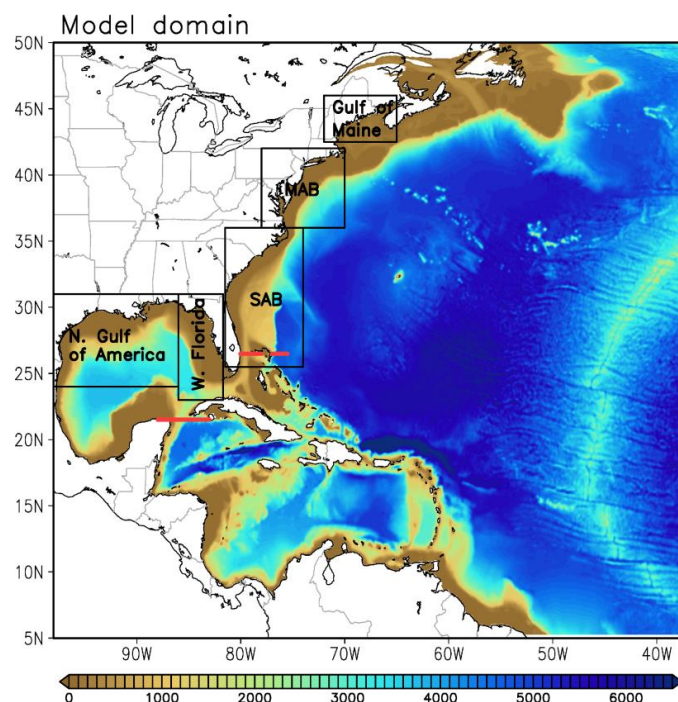 Model domain
50N
45N
40N
35N
30N
25N
20N
15N
10N
5N
Gulf of
Maine
MAB
SAB
N. Gulf
of America
W. Florida
90W
80W
70W
60W
50W
40W
0
1000
2000
3000
4000
5000
6000